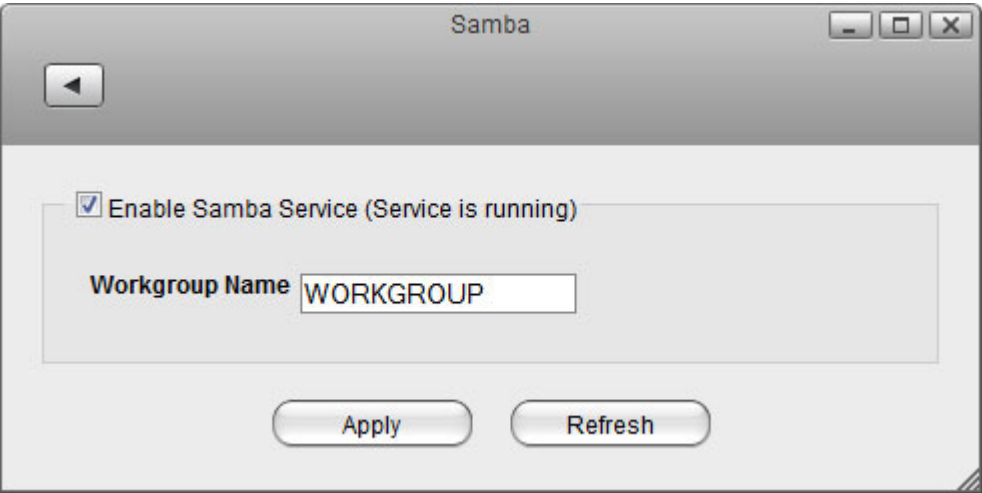 Samba
Enable Samba Service (Service is running)
Workgroup Name WORKGROUP
Apply Refresh